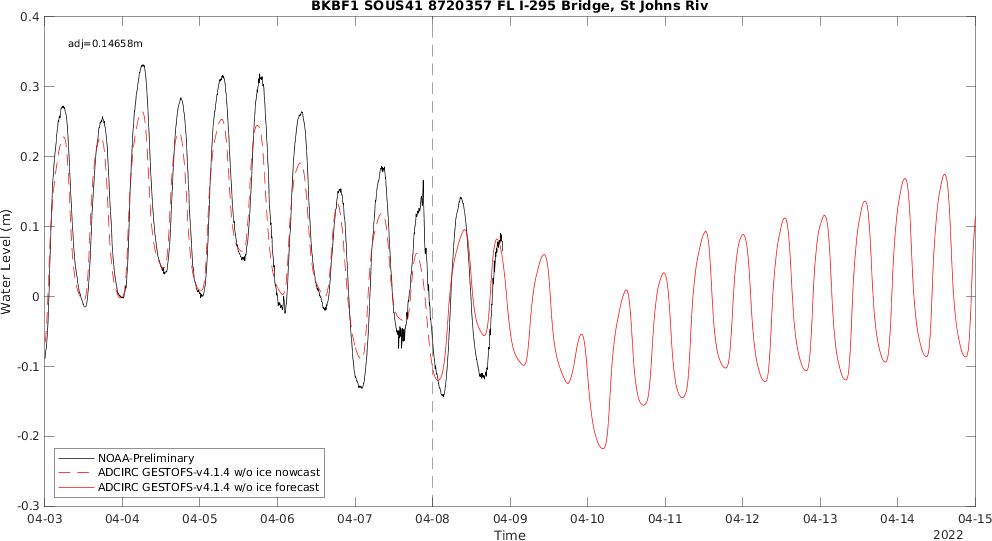 BKBF1 SOUS41 8720357 FL I-295 Bridge, St Johns Riv
adj=0.14658m
0.4
0.3
0.2
0.1
0
-0.1
-0.2
-0.3
Water Level (m)
NOAA-Preliminary
ADCIRC GESTOFS-v4.1.4 w/o ice nowcast
ADCIRC GESTOFS-v4.1.4 w/o ice forecast
04-03 04-04 04-05 04-06 04-07 04-08 04-09 04-10 04-11 04-12 04-13 04-14 04-15
Time
2022